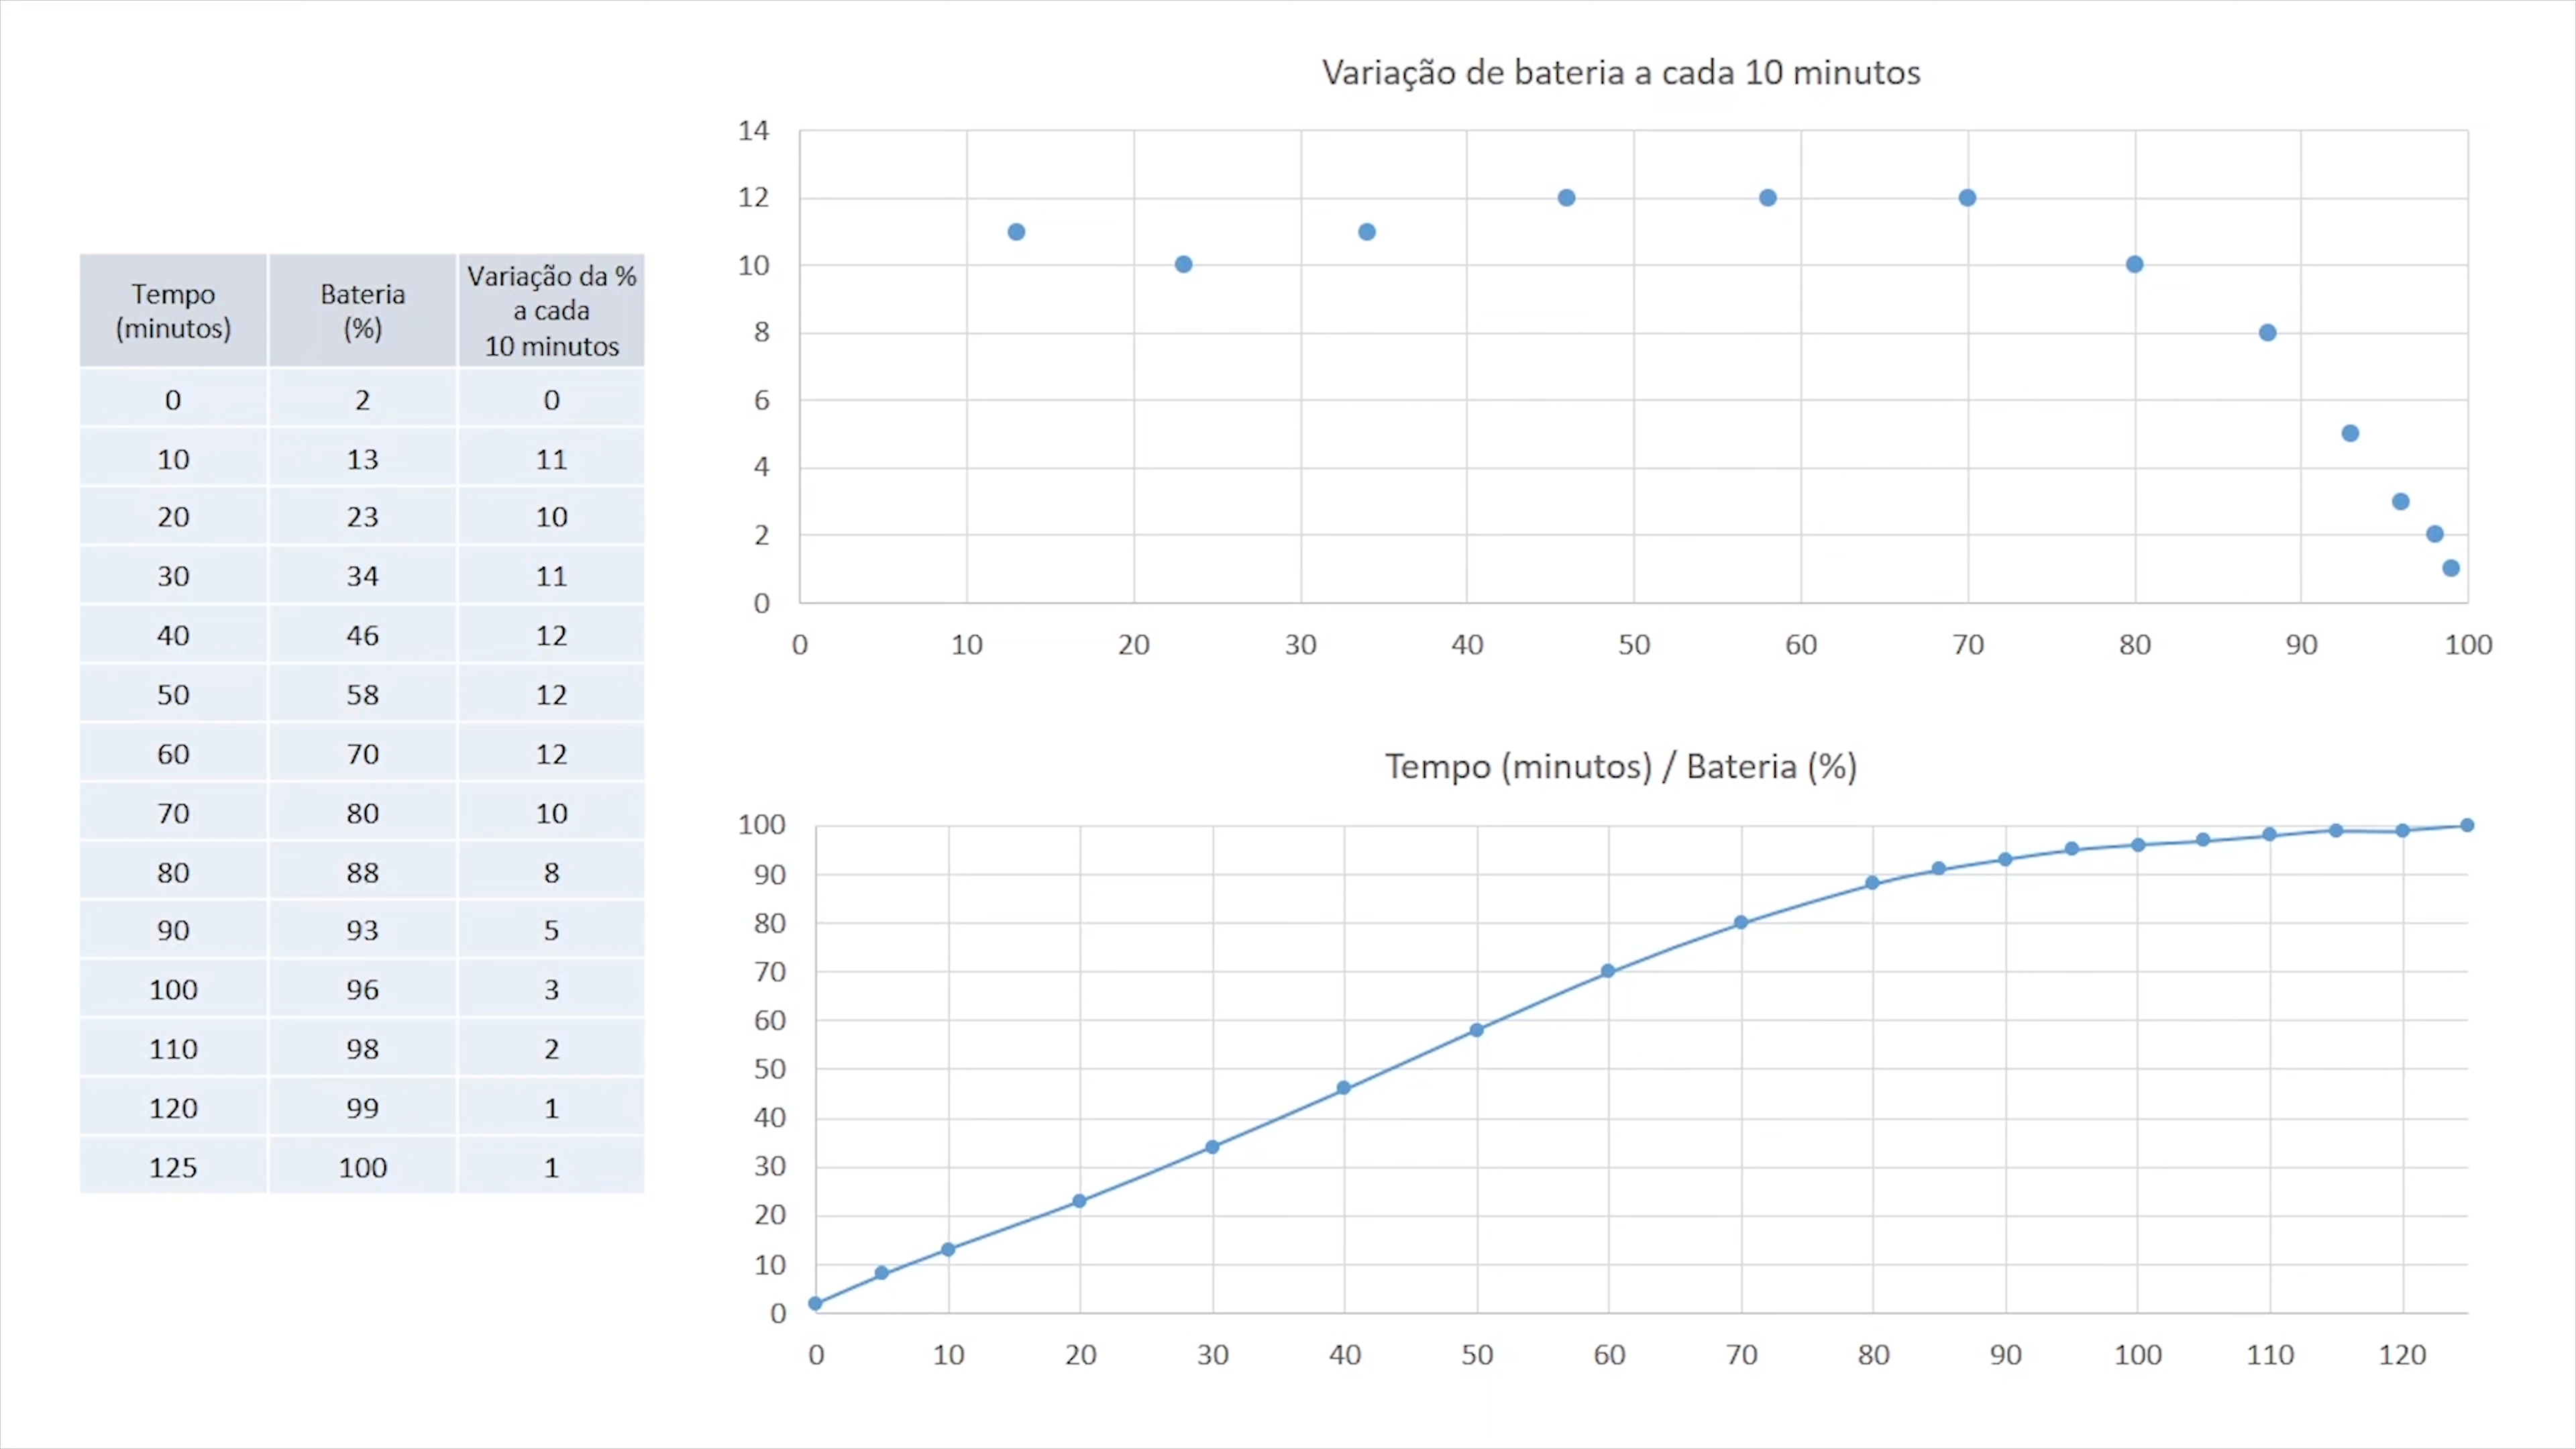 Tempo
(minutos)
Bateria
(%)
Variação da %
a cada
10 minutos
0 2 0
10 13 11
20 23 10
30 34 11
40 46 12
50 58 12
60 70 12
70 80 10
80 88 8
90 93 5
100 96 3
110 98 2
120 99 1
125 100 1
Variação de bateria a cada 10 minutos
14
12
10
8
6
4
2
0
0 10 20 30 40 50 60 70 80 90 100
Tempo (minutos) / Bateria (%)
100
90
80
70
60
50
40
30
20
10
0
0 10 20 30 40 50 60 70 80 90 100 110 120